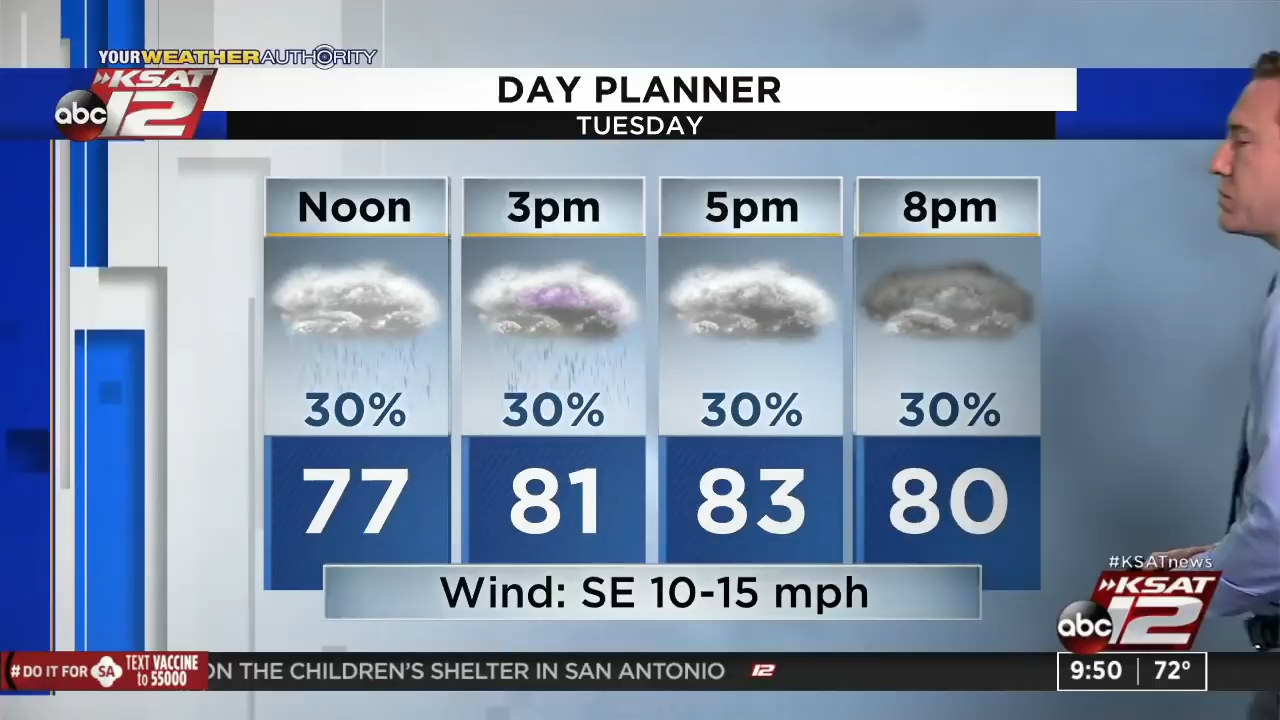 YOURWEATHERAUTHORITY
KSAT
abc 12
DAY PLANNER
TUESDAY
Noon 3pm 5pm 8pm
30% 30% 30% 30%
77 81 83 80
Wind: SE 10-15 mph
#KSATnews
KSAT
abc 12
#DO IT FOR SA TEXT VACCINE
to 55000
ON THE CHILDREN'S SHELTER IN SAN ANTONIO 12
9:50 72°